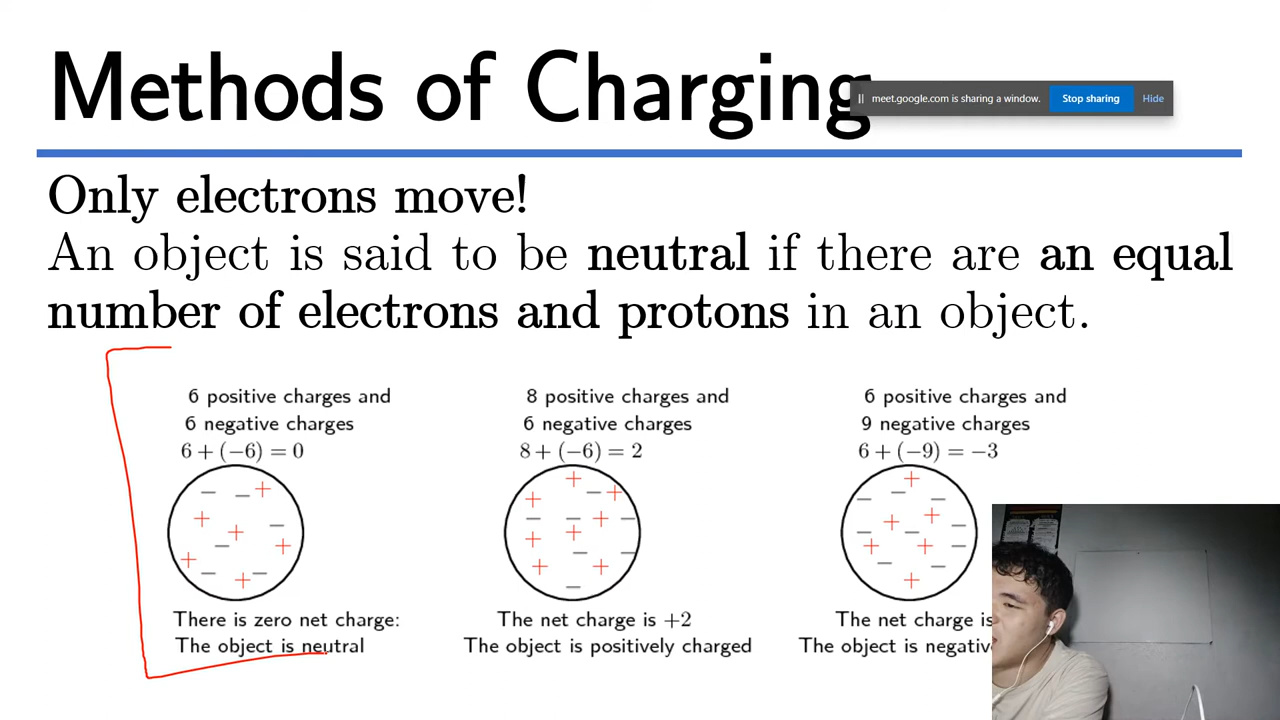 Methods of Charging
meet.google.com is sharing a window. Stop sharing Hide
Only electrons move!
An object is said to be neutral if there are an equal
number of electrons and protons in an object.
6 positive charges and
6 negative charges
6 + (−6) = 0
There is zero net charge:
The object is neutral
8 positive charges and
6 negative charges
8 + (−6) = 2
The net charge is +2
The object is positively charged
6 positive charges and
9 negative charges
6 + (−9) = −3
The net charge is
The object is negative